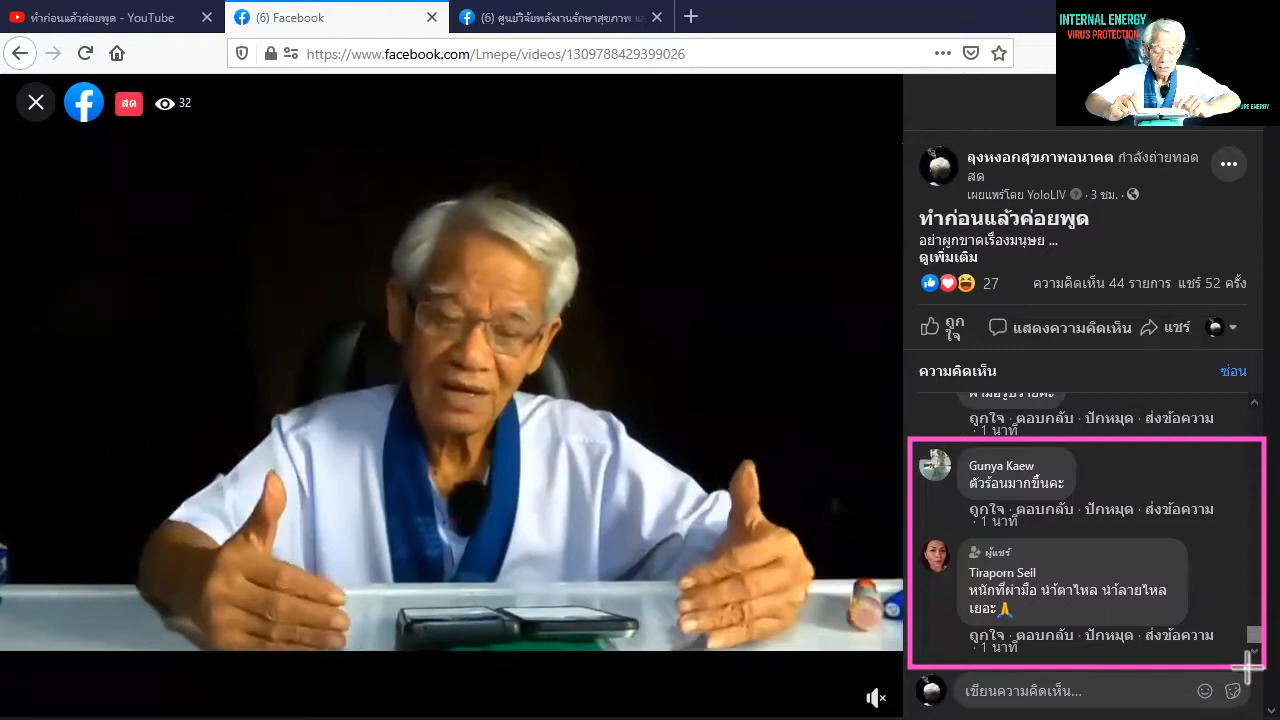 ทำก่อนแล้วค่อยพูด - YouTube
(6) Facebook
(6) ศูนย์วิจัยพลังงานรักษาสุขภาพ แ
https://www.facebook.com/Lmepe/videos/1309788429399026
INTERNAL ENERGY
VIRUS PROTECTION
PURE ENERGY
สด
32
ลุงหงอกสุขภาพอนาคต กำลังถ่ายทอด
สด
เผยแพร่โดย YoloLIV · 3 ชม. ·
ทำก่อนแล้วค่อยพูด
อย่าผูกขาดเรื่องมนุษย ...
ดูเพิ่มเติม
27
ความคิดเห็น 44 รายการ แชร์ 52 ครั้ง
ถูก
ใจ
แสดงความคิดเห็น
แชร์
ความคิดเห็น
ซ่อน
ถูกใจ · ตอบกลับ · ปักหมุด · ส่งข้อความ
· 1 นาที
Gunya Kaew
ตัวร้อนมากขึ้นคะ
ถูกใจ · ตอบกลับ · ปักหมุด · ส่งข้อความ
· 1 นาที
ผู้แชร์
Tiraporn Seil
หนักที่ฝ่ามือ น้ำตาไหล น้ำลายไหล
เยอะ🙏
ถูกใจ · ตอบกลับ · ปักหมุด · ส่งข้อความ
· 1 นาที
เขียนความคิดเห็น...